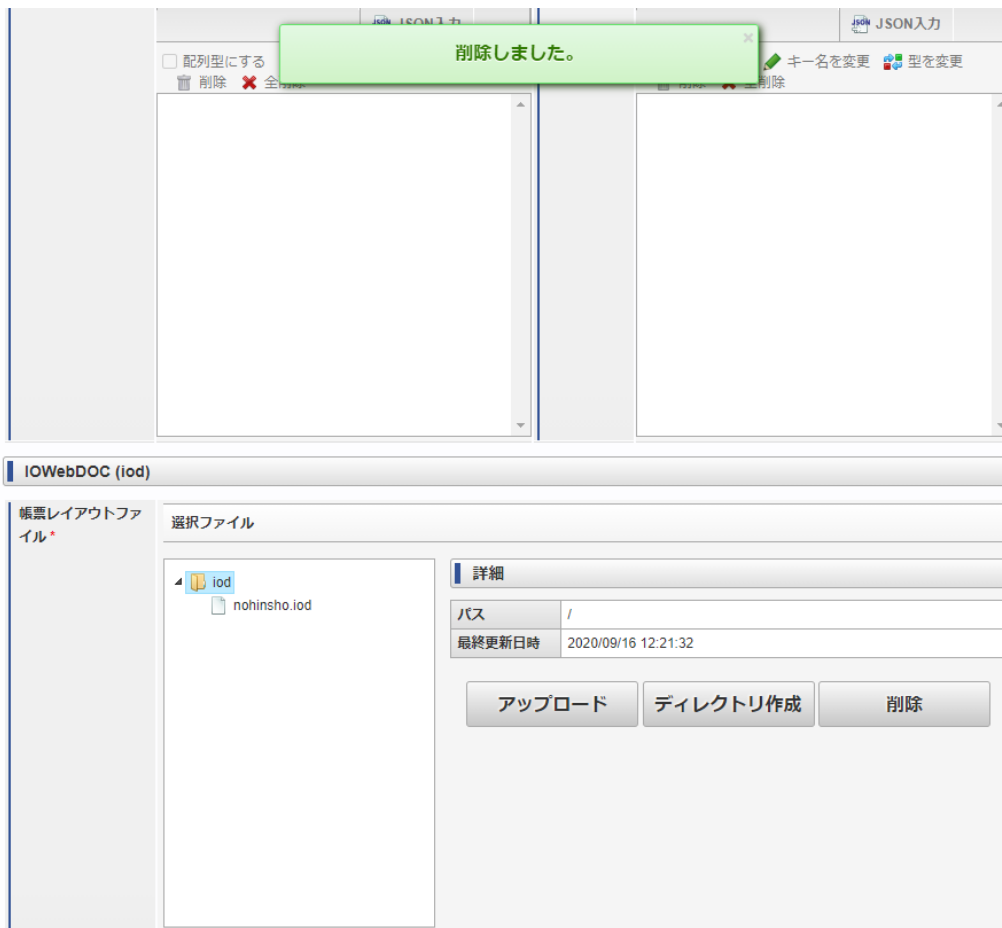 JSON入力
JSON入力
削除しました。
×
配列型にする
キー名を変更 型を変更
削除
IOWebDOC (iod)
帳票レイアウトファ
イル*
選択ファイル
iod
nohinsho.iod
詳細
パス /
最終更新日時 2020/09/16 12:21:32
アップロード ディレクトリ作成 削除